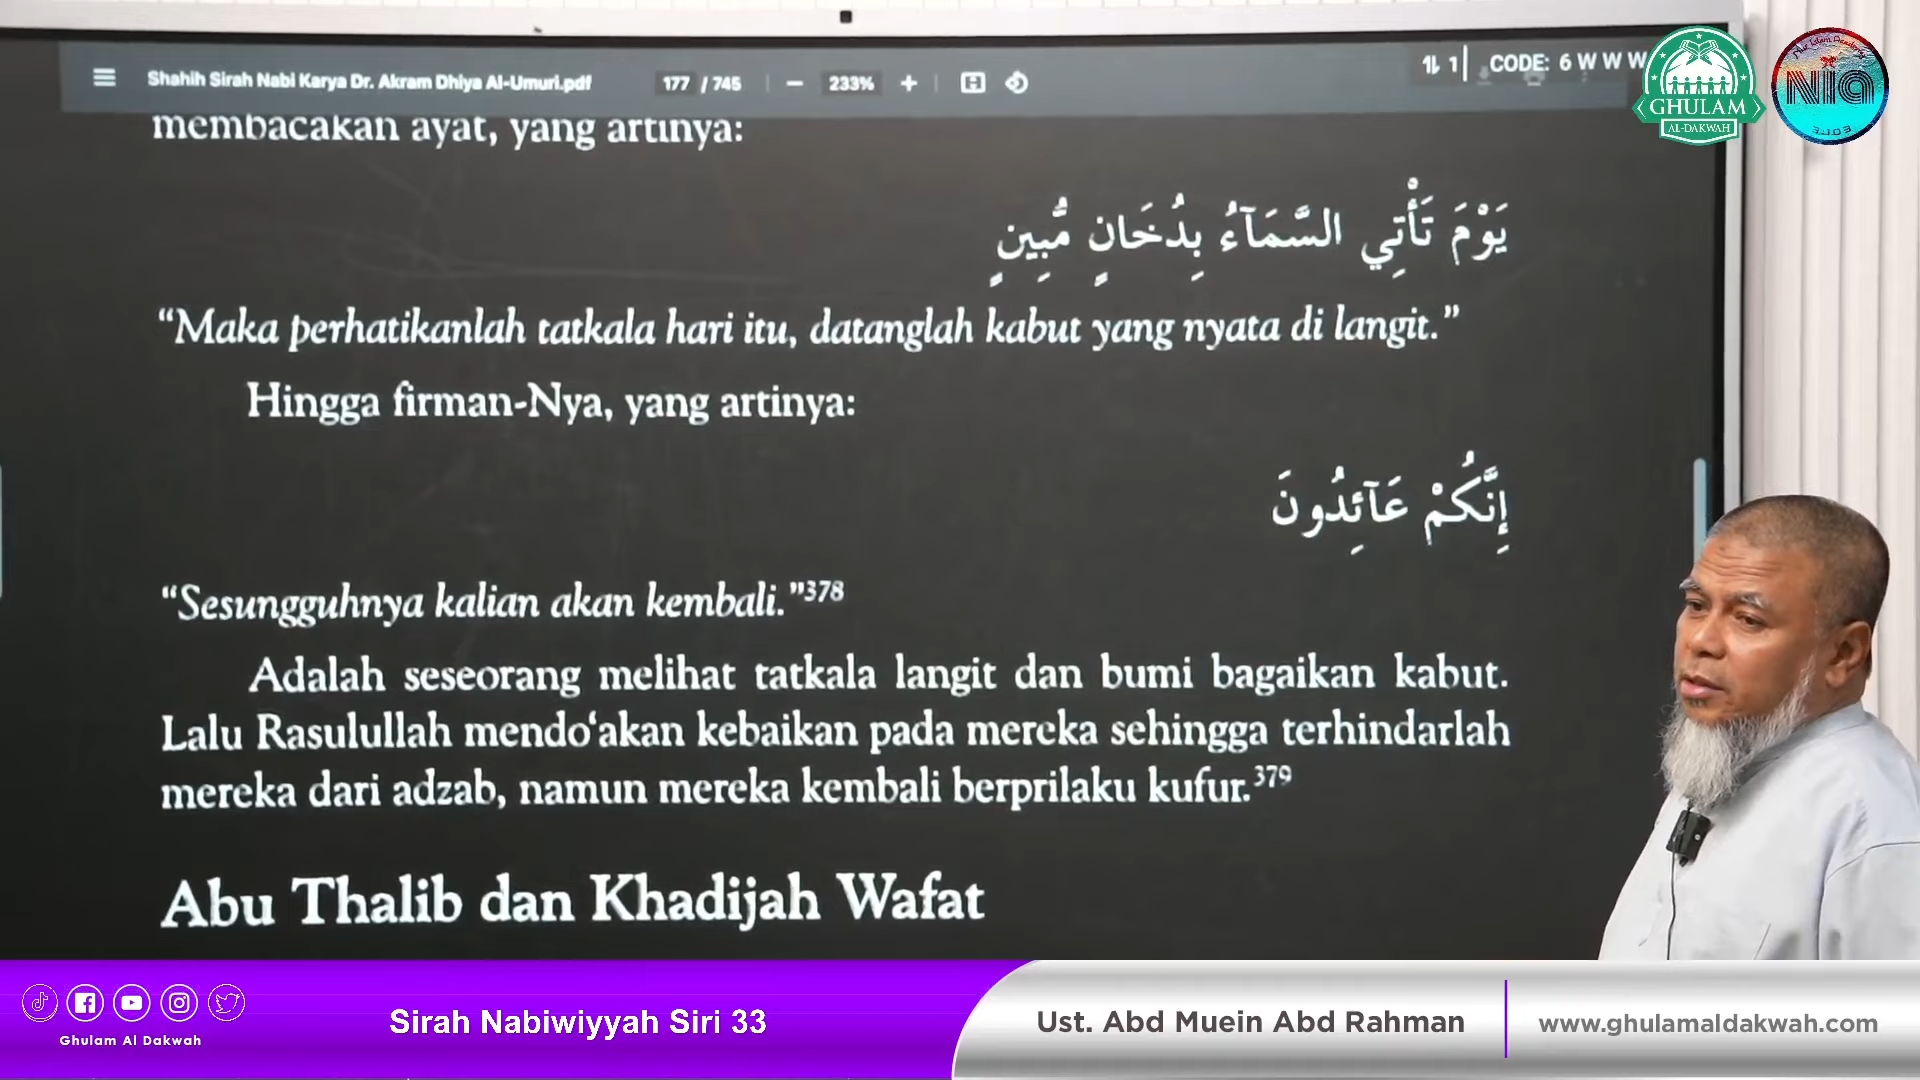 Shahih Sirah Nabi Karya Dr. Akram Dhiya Al-Umuri.pdf 177 / 745 233% 1 CODE: 6 W W W
GHULAM
AL-DAKWAH
NIA
membacakan ayat, yang artinya:
يَوْمَ تَأْتِي السَّمَآءُ بِدُخَانٍ مُّبِينٍ
“Maka perhatikanlah tatkala hari itu, datanglah kabut yang nyata di langit.”
Hingga firman-Nya, yang artinya:
إِنَّكُمْ عَآئِدُونَ
“Sesungguhnya kalian akan kembali.”378
Adalah seseorang melihat tatkala langit dan bumi bagaikan kabut.
Lalu Rasulullah mendo‘akan kebaikan pada mereka sehingga terhindarlah
mereka dari adzab, namun mereka kembali berprilaku kufur.379
Abu Thalib dan Khadijah Wafat
Ghulam Al Dakwah
Sirah Nabiwiyyah Siri 33
Ust. Abd Muein Abd Rahman
www.ghulamaldakwah.com